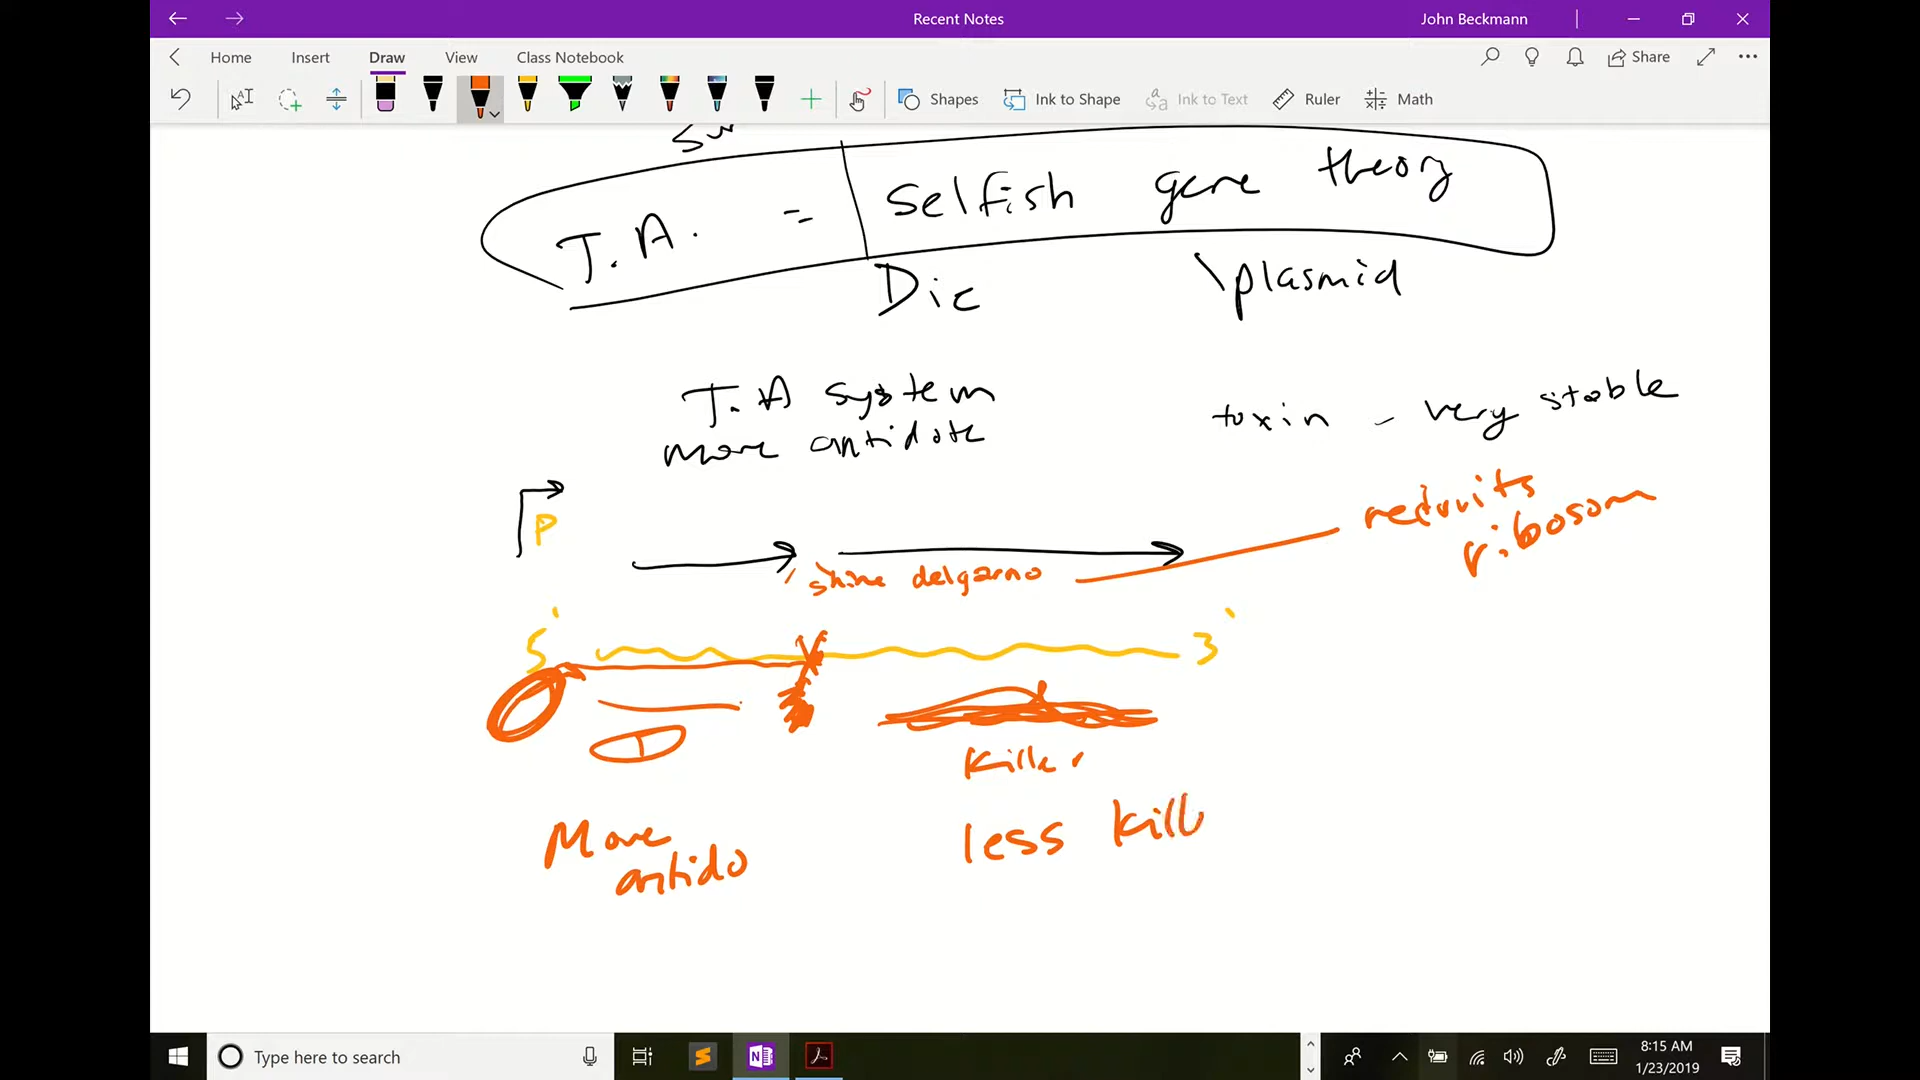 Recent Notes
John Beckmann
Home Insert Draw View Class Notebook
Share
Shapes Ink to Shape Ink to Text Ruler Math
T.A. = Selfish gene theory
Die plasmid
T.A system
more antidote
toxin - very stable
P
shine delgarno
recruits
ribosom
5' 3'
Killer
More
antido
less kill
Type here to search
8:15 AM
1/23/2019